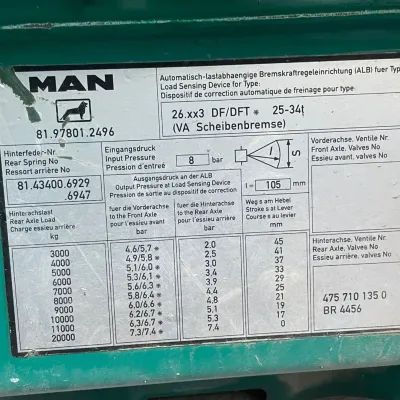 MAN
Automatisch-lastabhaengige Bremskraftregeleinrichtung (ALB) fuer Typ
Load Sensing Device for Type:
Dispositif de correction automatique de freinage pour type:
81.97801.2496
26.xx3 DF/DFT * 25-34t
(VA Scheibenbremse)
Hinterfeder-Nr.
Rear Spring No
Ressort arrière No
Eingangsdruck
Input Pressure
Pression d'entrée
8 bar
l
S
Vorderachse, Ventile Nr
Front Axle, Valves No
Essieu avant, valves No
81.43400.6929
.6947
Ausgangsdruck an der ALB
Output Pressure at Load Sensing Device
Pression de sortie au dispositif de correction
l = 105 mm
Hinterachslast
Rear Axle Load
Charge essieu arrière
kg
fuer die Vorderachse
to the Front Axle
pour l'essieu avant
bar
fuer die Hinterachse
to the Rear Axle
pour l'essieu arrière
bar
Weg s am Hebel
Stroke s at Lever
Course s au levier
mm
3000 4,6/5,7* 2.0 45
4000 4,9/5,8* 2,5 41
5000 5,1/6,0* 3,0 37
6000 5,3/6,1* 3,4 33
7000 5,6/6,3* 3,9 29
8000 5,8/6,4* 4,4 25
9000 6,0/6,6* 4,8 21
10000 6,2/6,7* 5,1 19
11000 6,3/6,7* 5,3 17
20000 7,3/7,4* 7.4 0
Hinterachse, Ventile Nr
Rear Axle, Valves No
Essieu arrière, valves No
475 710 135 0
BR 4456